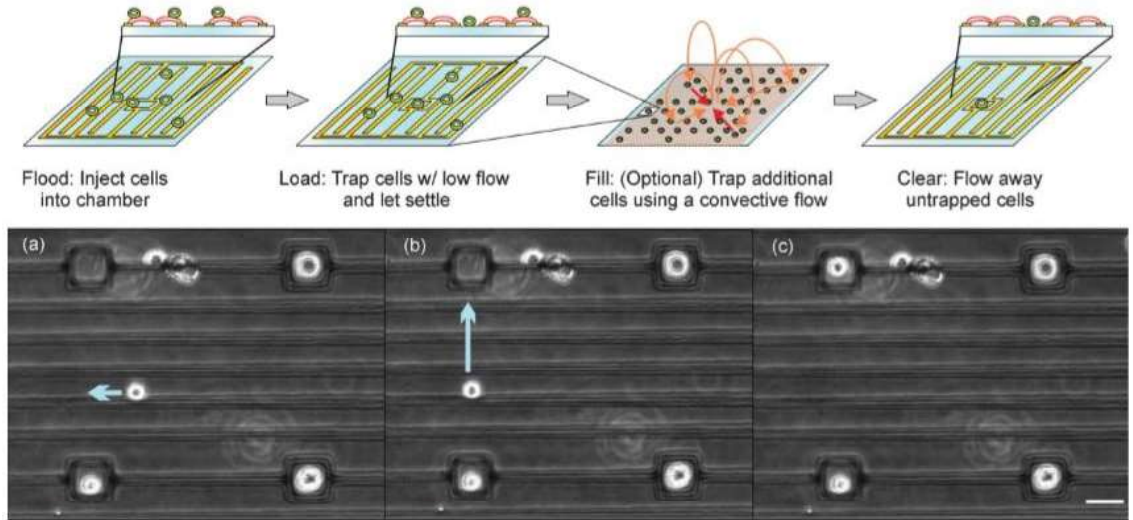 Flood: Inject cells
into chamber
Load: Trap cells w/ low flow
and let settle
Fill: (Optional) Trap additional
cells using a convective flow
Clear: Flow away
untrapped cells
(a)
(b)
(c)